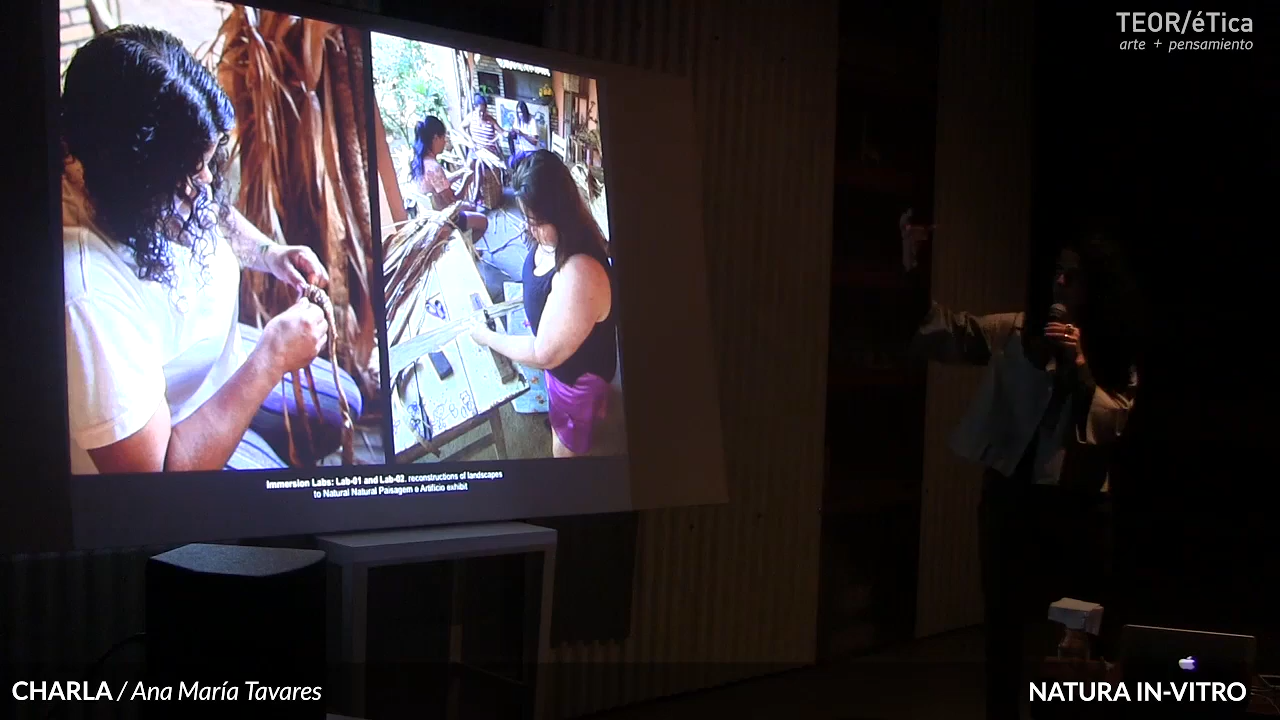 TEOR/éTica
arte + pensamiento
Immersion Labs: Lab-01 and Lab-02. reconstructions of landscapes
to Natural Natural Paisagem e Artificio exhibit
CHARLA / Ana María Tavares
NATURA IN-VITRO